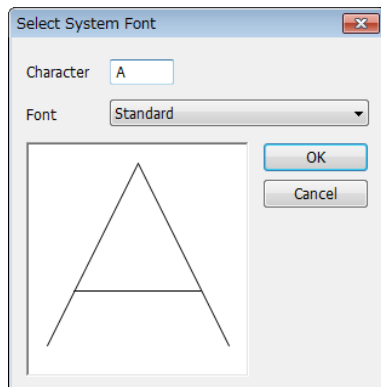 Select System Font
Character A
Font Standard
OK
Cancel
A